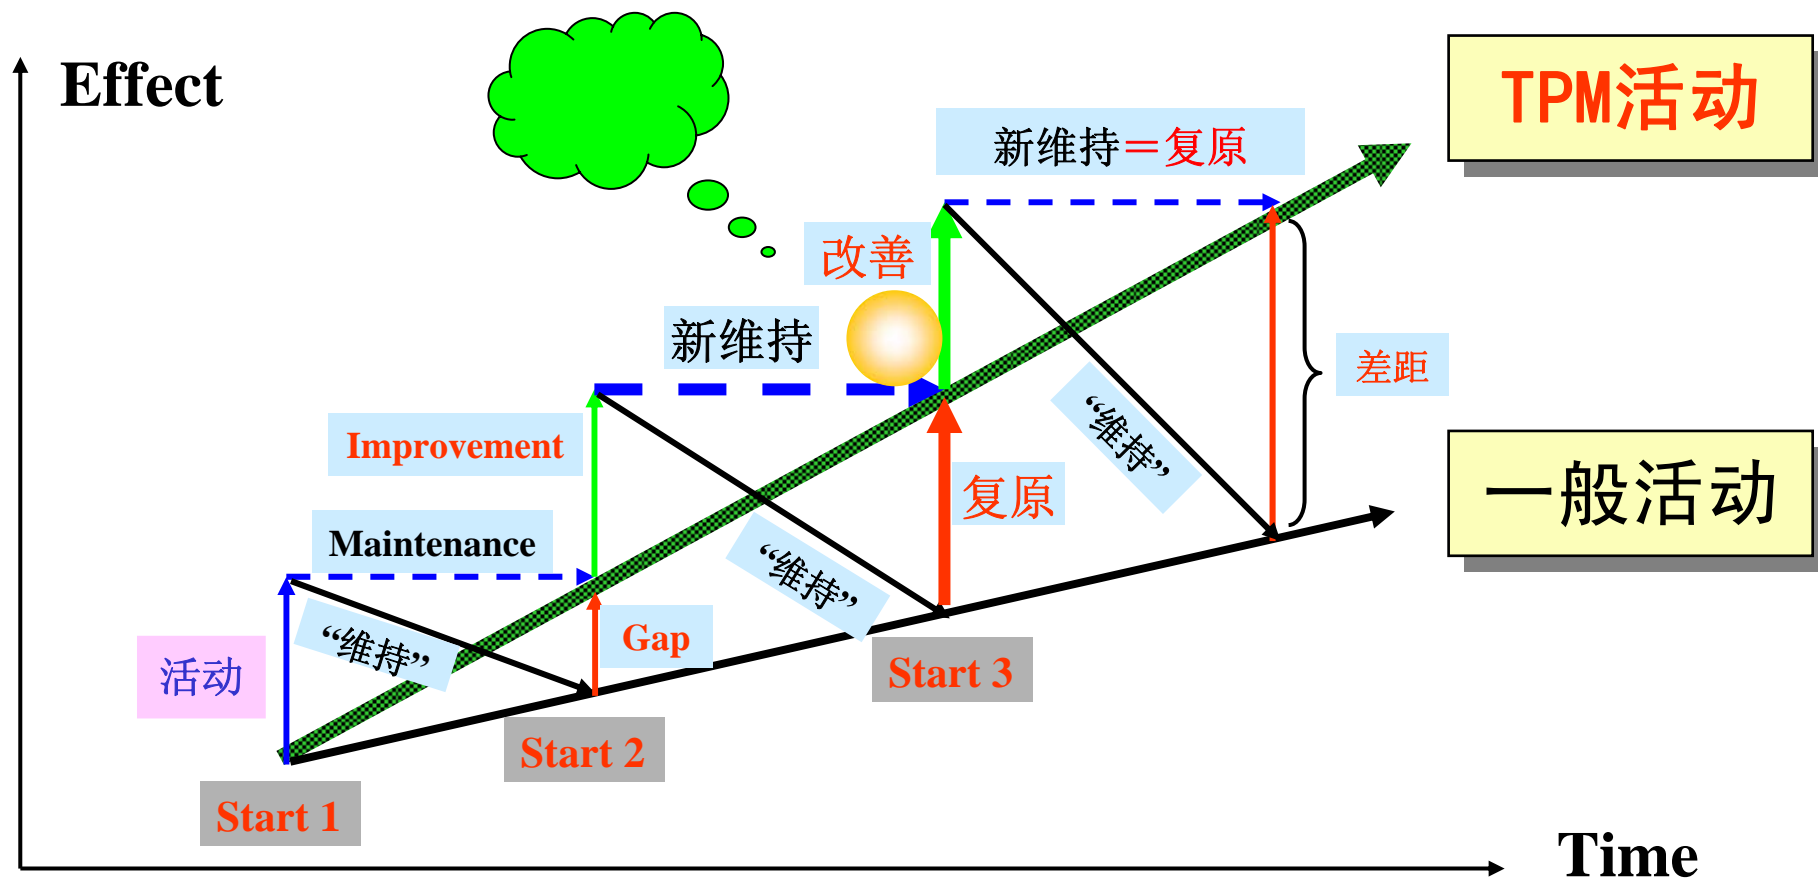 Effect
TPM活动
新维持＝复原
改善
新维持
差距
Improvement
“维持”
一般活动
复原
Maintenance
“维持”
Gap
“维持”
活动
Start 3
Start 2
Start 1
Time